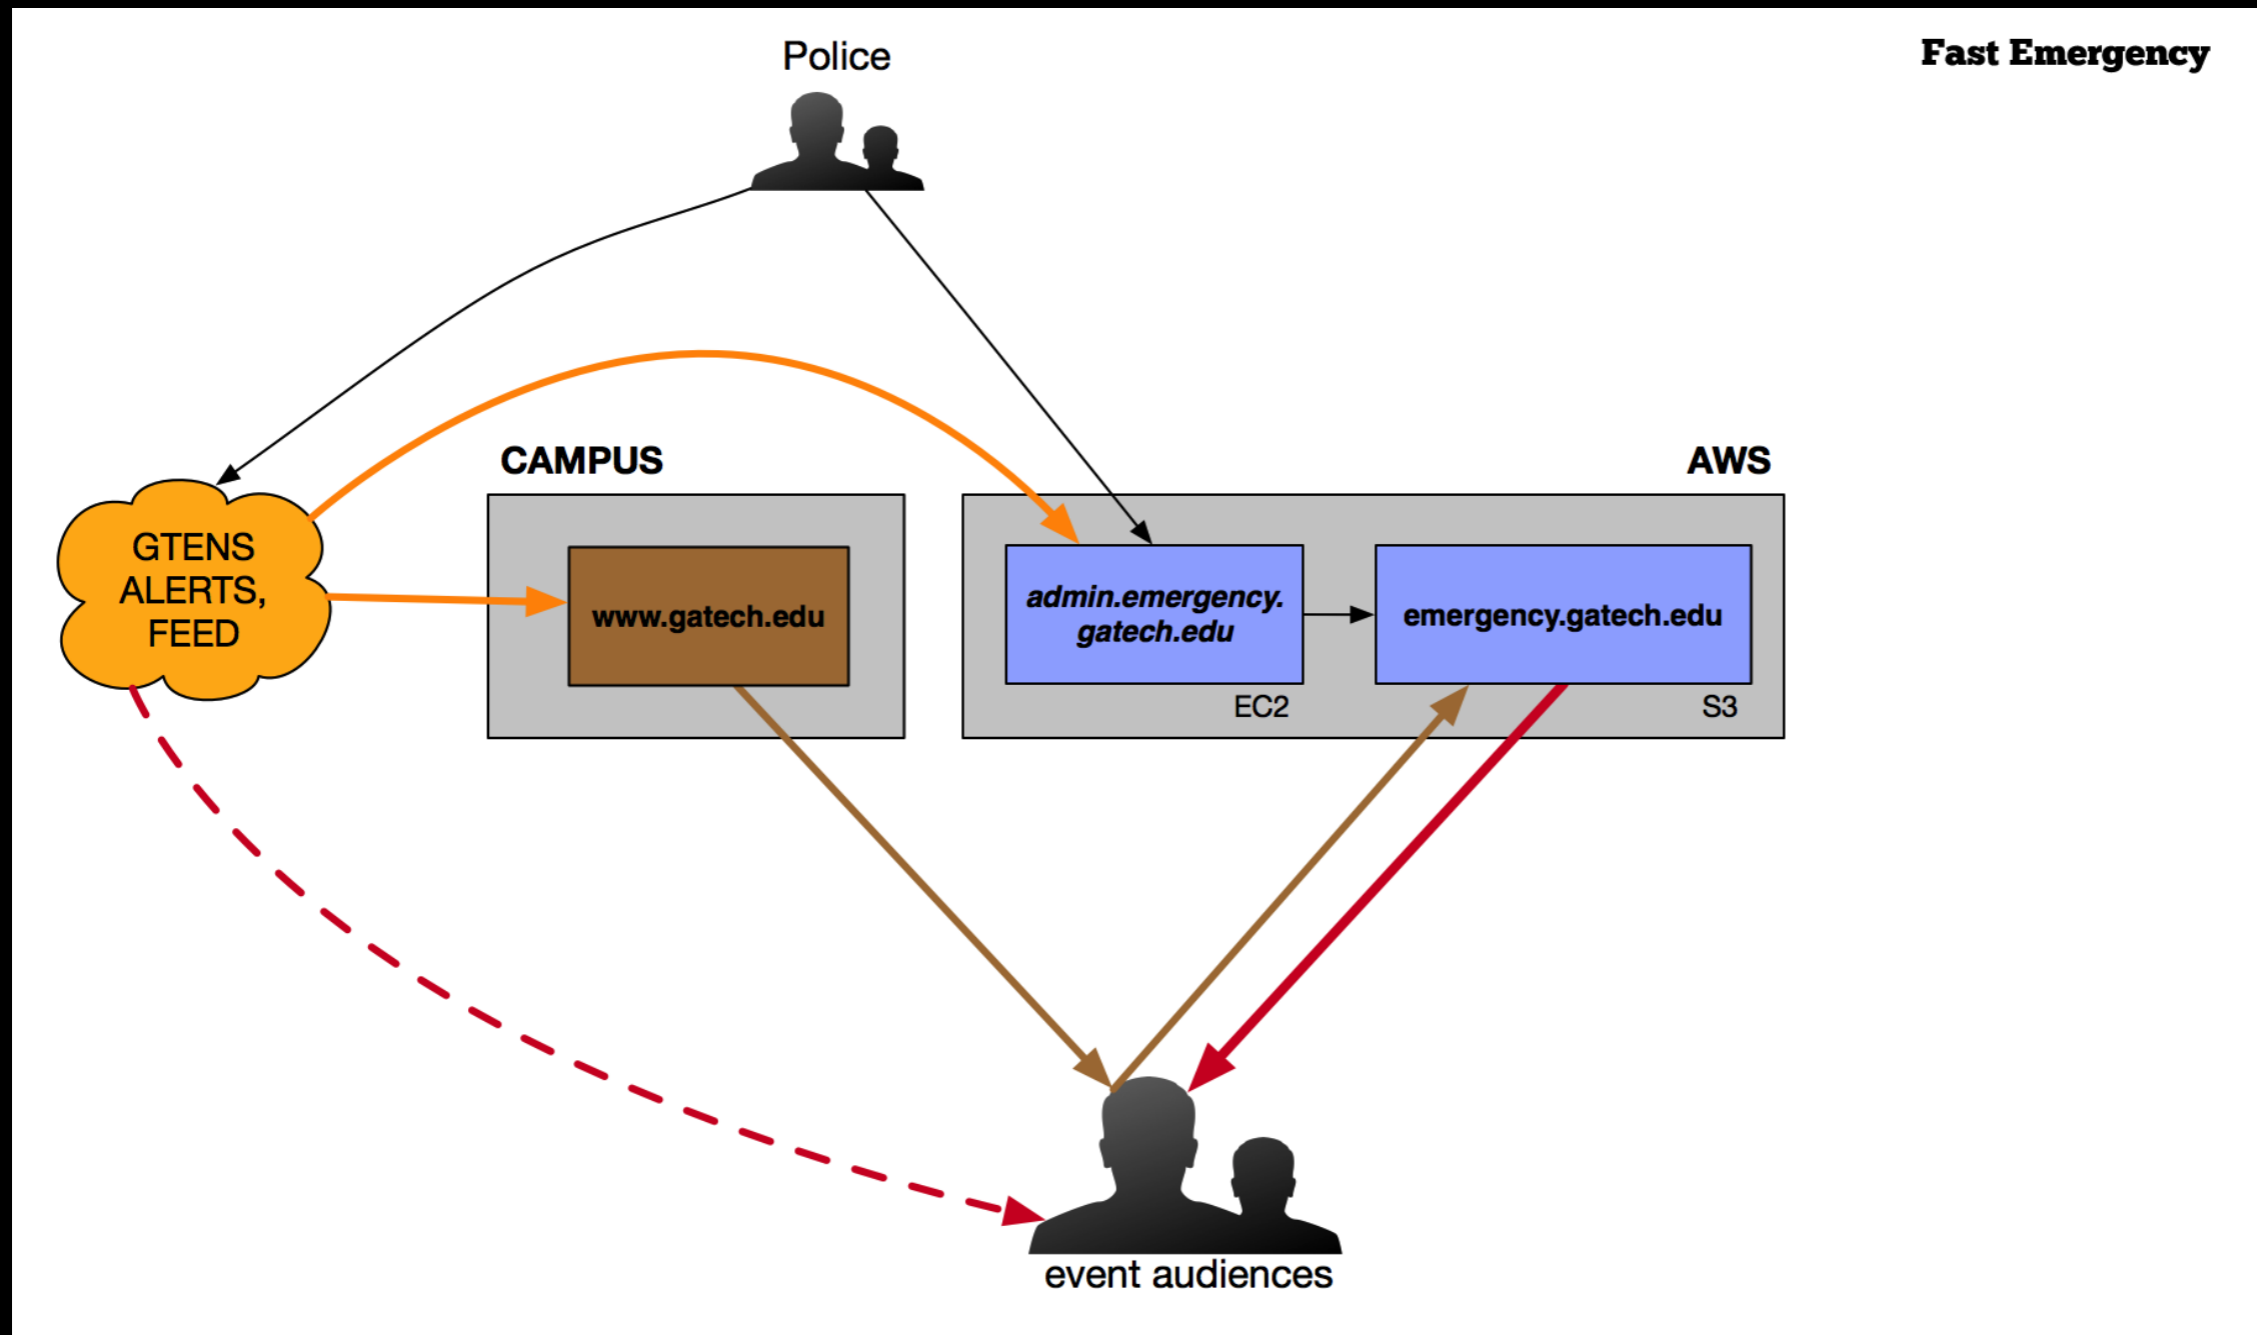 Fast Emergency
Police
CAMPUS
AWS
GTENS
ALERTS,
FEED
www.gatech.edu
admin.emergency.
gatech.edu
emergency.gatech.edu
EC2
S3
event audiences